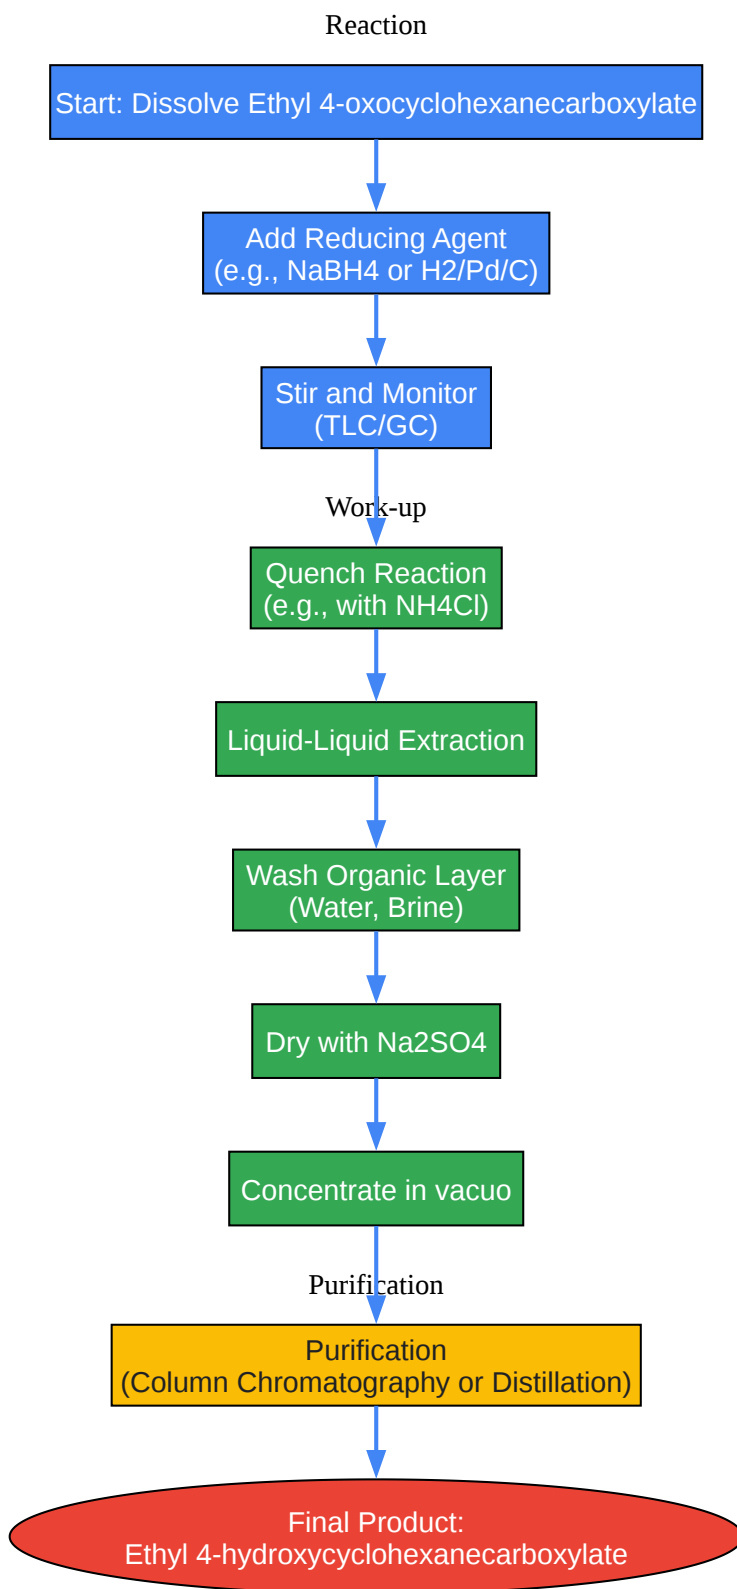 Reaction
Start: Dissolve Ethyl 4-oxocyclohexanecarboxylate
Add Reducing Agent
(e.g., NaBH4 or H2/Pd/C)
Stir and Monitor
(TLC/GC)
Work-up
Quench Reaction
(e.g., with NH4Cl)
Liquid-Liquid Extraction
Wash Organic Layer
(Water, Brine)
Dry with Na2SO4
Concentrate in vacuo
Purification
Purification
(Column Chromatography or Distillation)
Final Product:
Ethyl 4-hydroxycyclohexanecarboxylate